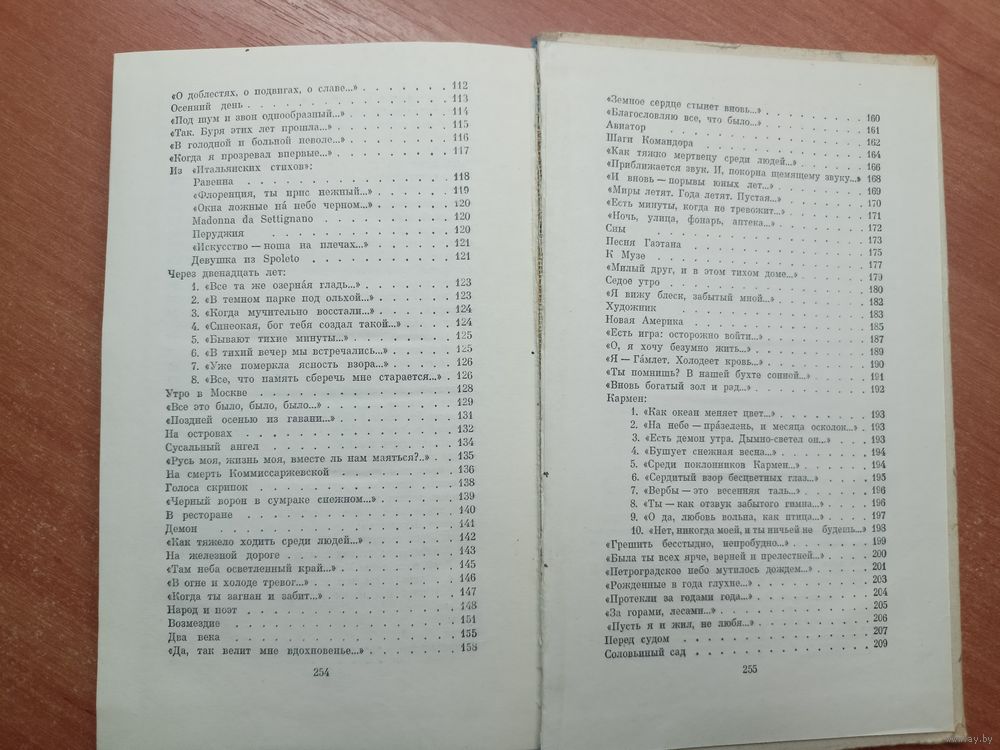 «О доблестях, о подвигах, о славе...» . . . . . . . 112
Осенний день . . . . . . . . . . . . . . 113
«Под шум и звон однообразный...» . . . . . . . 114
«Так. Буря этих лет прошла...» . . . . . . . . 115
«В голодной и больной неволе...» . . . . . . . 116
«Когда я прозревал впервые...» . . . . . . . . 117
Из «Итальянских стихов»:
Равенна . . . . . . . . . . . . 118
«Флоренция, ты ирис нежный...» . . . . . . 119
«Окна ложные на́ небе черном...» . . . . . . 120
Madonna da Settignano . . . . . . . . 120
Перуджия . . . . . . . . . . . 120
«Искусство — ноша на плечах...» . . . . . . 121
Девушка из Spoleto . . . . . . . . . 121
Через двенадцать лет:
1. «Все та же озерна́я гладь...» . . . . . . 123
2. «В темном парке под ольхой...» . . . . . 123
3. «Когда мучительно восстали...» . . . . . 124
4. «Синеокая, бог тебя создал такой...» . . . . 124
5. «Бывают тихие минуты...» . . . . . . . 125
6. «В тихий вечер мы встречались...» . . . . . 125
7. «Уже померкла ясность взора...» . . . . . 126
8. «Все, что память сберечь мне старается...» . . 126
Утро в Москве . . . . . . . . . . . . . 128
«Все это было, было, было...» . . . . . . . . . 129
«Поздней осенью из гавани...» . . . . . . . . 131
На островах . . . . . . . . . . . . . . 132
Сусальный ангел . . . . . . . . . . . . . 134
«Русь моя, жизнь моя, вместе ль нам маяться?..» . . . 135
На смерть Коммиссаржевской . . . . . . . . . 136
Голоса скрипок . . . . . . . . . . . . . 138
«Черный ворон в сумраке снежном...» . . . . . . 139
В ресторане . . . . . . . . . . . . . . 140
Демон . . . . . . . . . . . . . . . . 141
«Как тяжело ходить среди людей...» . . . . . . . 142
На железной дороге . . . . . . . . . . . . 143
«Там неба осветленный край...» . . . . . . . . 145
«В огне и холоде тревог...» . . . . . . . . . . 146
«Когты ты загнан и забит...» . . . . . . . . . 147
Народ и поэт . . . . . . . . . . . . . . 148
Возмездие . . . . . . . . . . . . . . . 151
Два века . . . . . . . . . . . . . . . 155
«Да, так велит мне вдохновенье...» . . . . . . . 158
254
«Земное сердце стынет вновь...» . . . . . . . . 160
«Благословляю все, что было...» . . . . . . . . 161
Авиатор . . . . . . . . . . . . . . . 162
Шаги Командора . . . . . . . . . . . . 164
«Как тяжко мертвецу среди людей...» . . . . . . 166
«Приближается звук. И, покорна щемящему звуку...» 168
«И вновь — порывы юных лет...» . . . . . . . 169
«Миры летят. Года летят. Пустая...» . . . . . . 170
«Есть минуты, когда не тревожит...» . . . . . . 171
«Ночь, улица, фонарь, аптека...» . . . . . . . 172
Сны . . . . . . . . . . . . . . . . 173
Песня Гаэтана . . . . . . . . . . . . . 175
К Музе . . . . . . . . . . . . . . . 177
«Милый друг, и в этом тихом доме...» . . . . . . 179
Седое утро . . . . . . . . . . . . . . 180
«Я вижу блеск, забытый мной...» . . . . . . . 182
Художник . . . . . . . . . . . . . . 183
Новая Америка . . . . . . . . . . . . . 185
«Есть игра: осторожно войти...» . . . . . . . . 187
«О, я хочу безумно жить...» . . . . . . . . . 189
«Я — Га́млет. Холодеет кровь...» . . . . . . . . 190
«Ты помнишь? В нашей бухте сонной...» . . . . . 191
«Вновь богатый зол и рад...» . . . . . . . . . 192
Кармен:
1. «Как океан меняет цвет...» . . . . . . . 193
2. «На небе — пра́зелень, и месяца осколок...» . 193
3. «Есть демон утра. Дымно-светел он...» . . . 193
4. «Бушует снежная весна...» . . . . . . . 194
5. «Среди поклонников Кармен...» . . . . . 194
6. «Сердитый взор бесцветных глаз...» . . . . 195
7. «Вербы — это весенняя таль...» . . . . . 196
8. «Ты — как отзвук забытого гимна...» . . . . 196
9. «О да, любовь вольна, как птица...» . . . . 197
10. «Нет, никогда моей, и ты ничьей не будешь...» 198
«Грешить бесстыдно, непробудно...» . . . . . . . 199
«Была ты всех ярче, верней и прелестней...» . . . . 200
«Петроградское небо мутилось дождем...» . . . . . 201
«Рожденные в года глухие...» . . . . . . . . . 203
«Протекли за годами года...» . . . . . . . . . 204
«За горами, лесами...» . . . . . . . . . . . 205
«Пусть я и жил, не любя...» . . . . . . . . . 206
Перед судом . . . . . . . . . . . . . . 207
Соловьиный сад . . . . . . . . . . . . . 209
255
www.ay.by